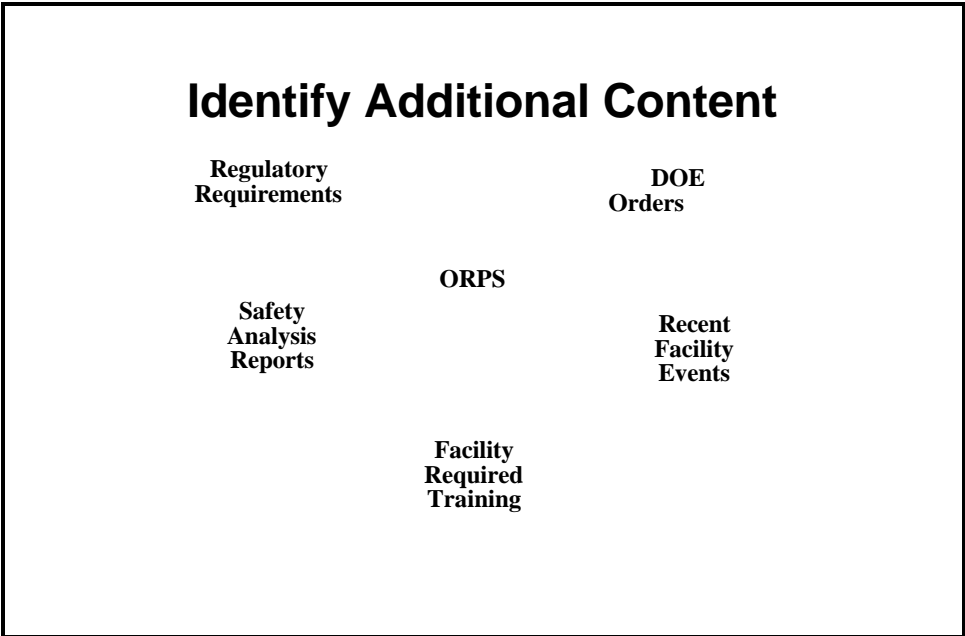 Identify Additional Content
Regulatory
Requirements
DOE
Orders
ORPS
Safety
Analysis
Reports
Recent
Facility
Events
Facility
Required
Training